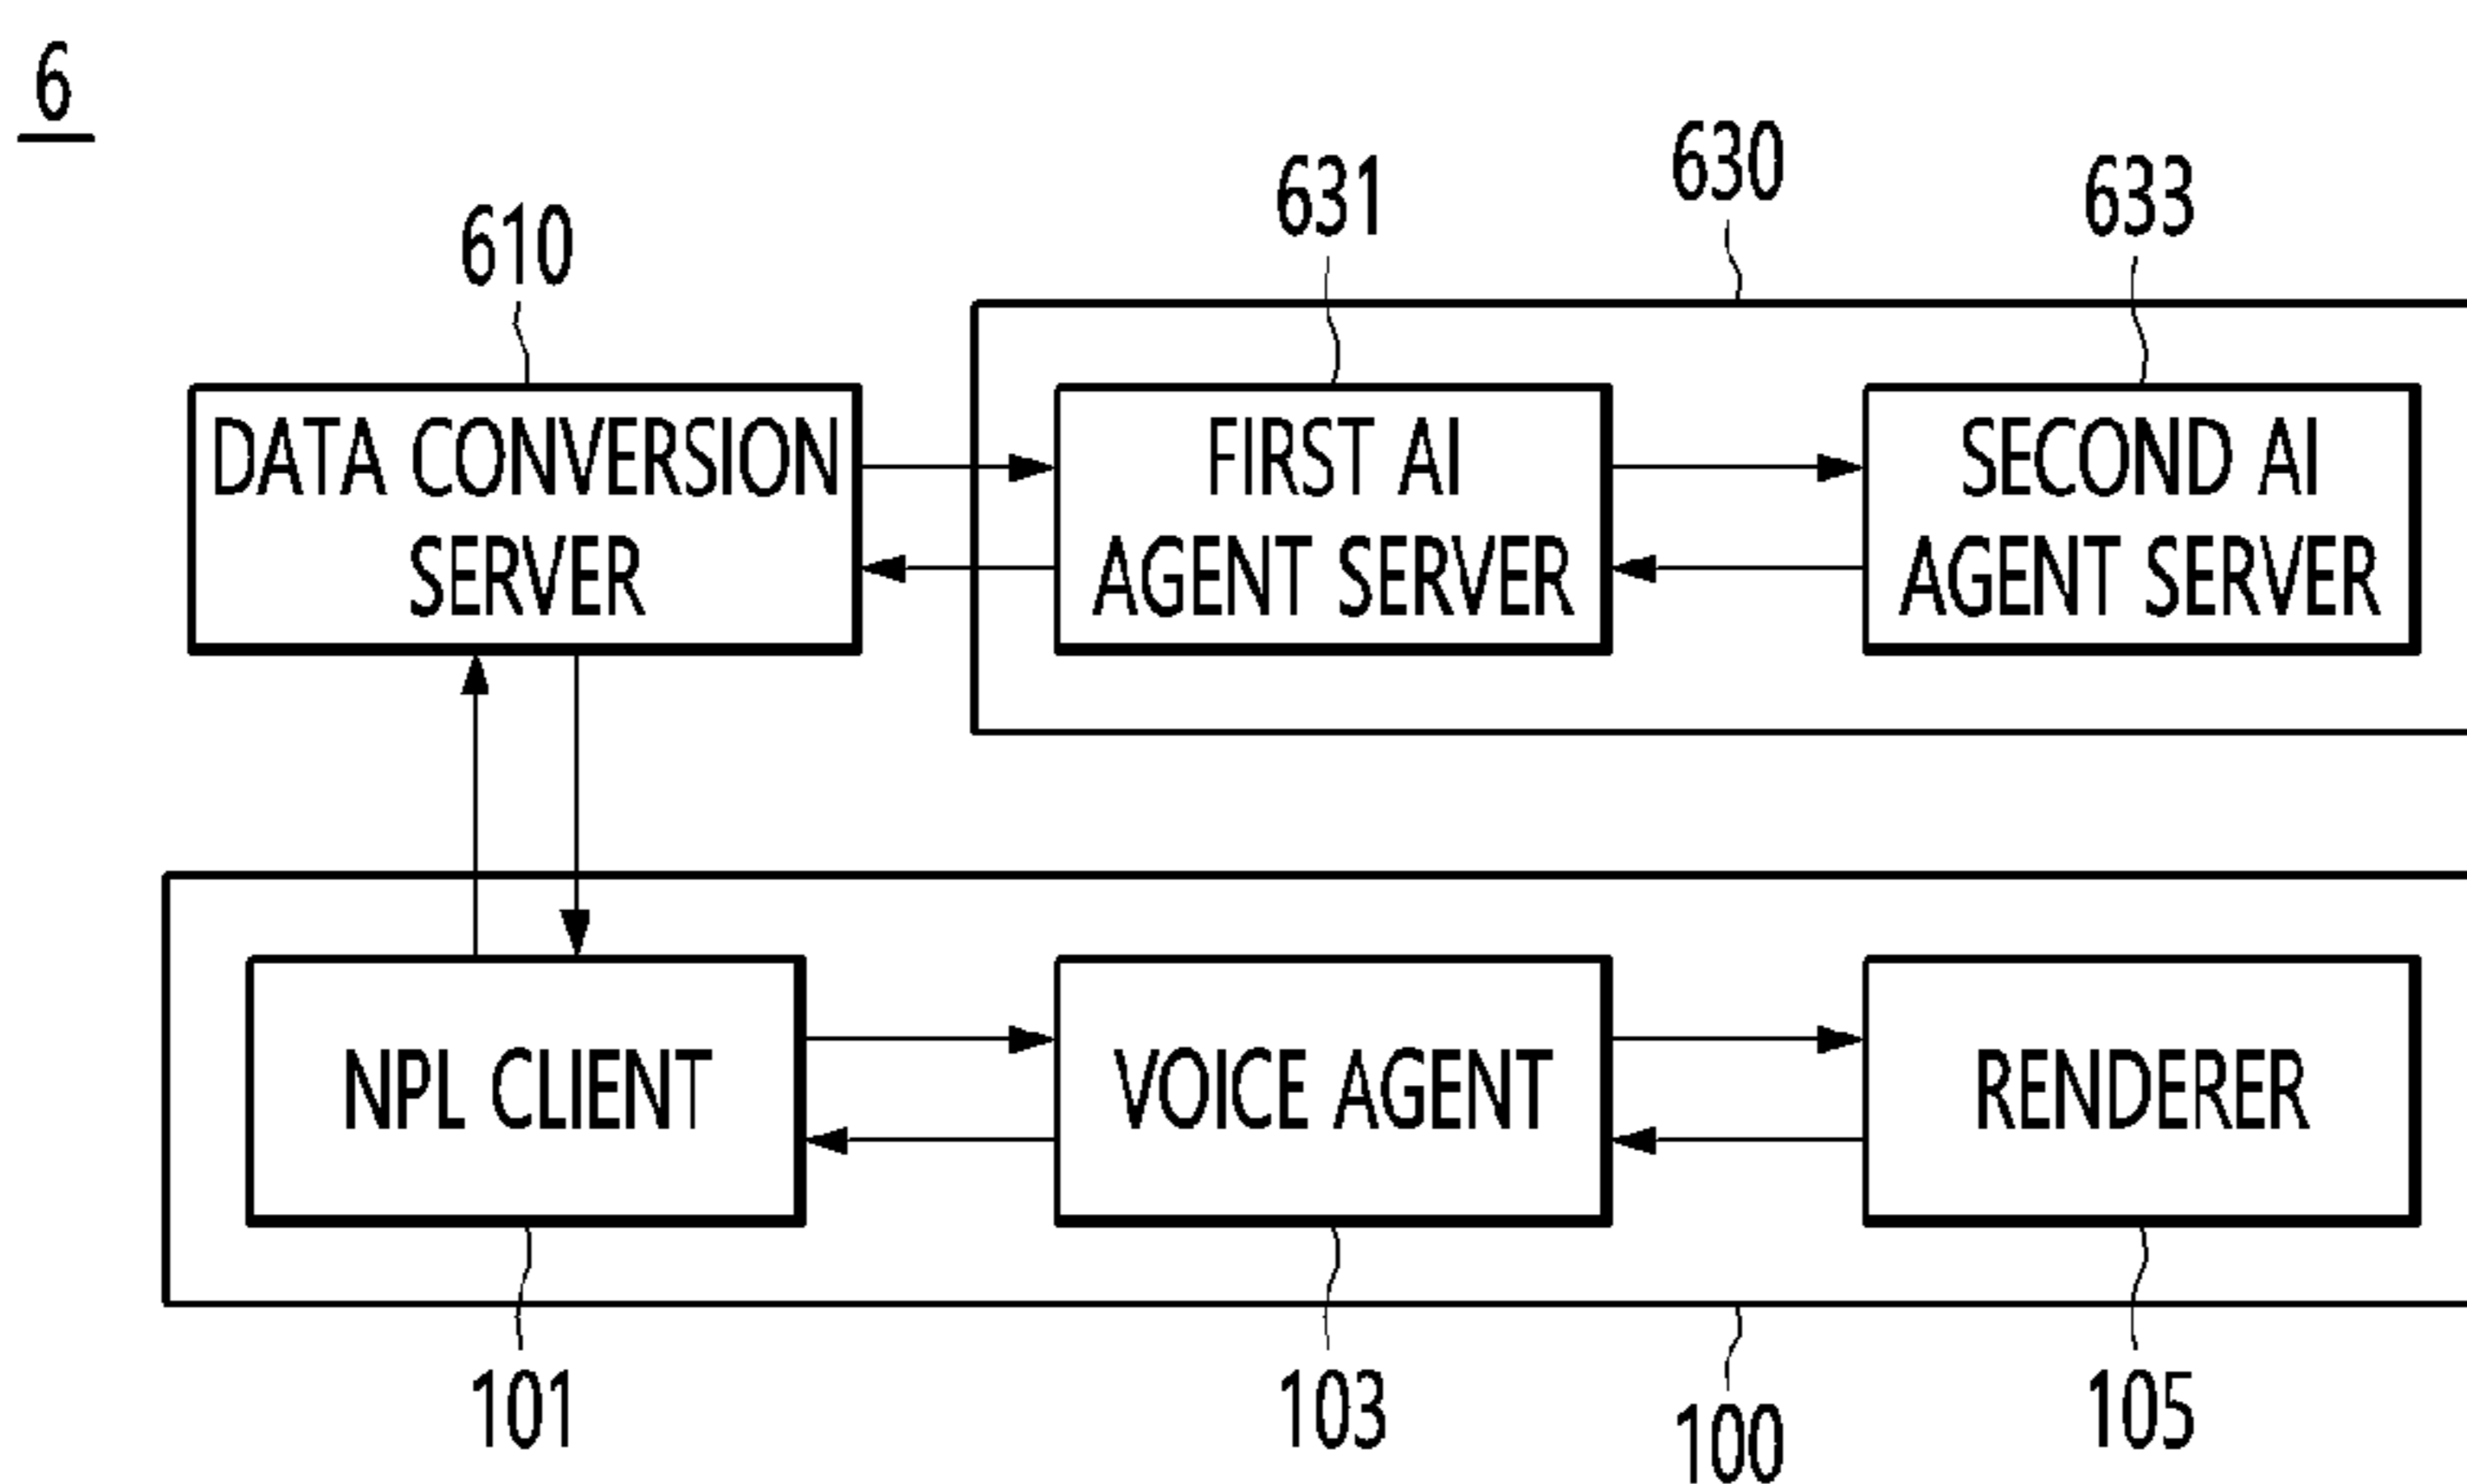 6
630
631
633
610
DATA CONVERSION
SERVER
FIRST AI
AGENT SERVER
SECOND AI
AGENT SERVER
NPL CLIENT
VOICE AGENT
RENDERER
101
103
105
100